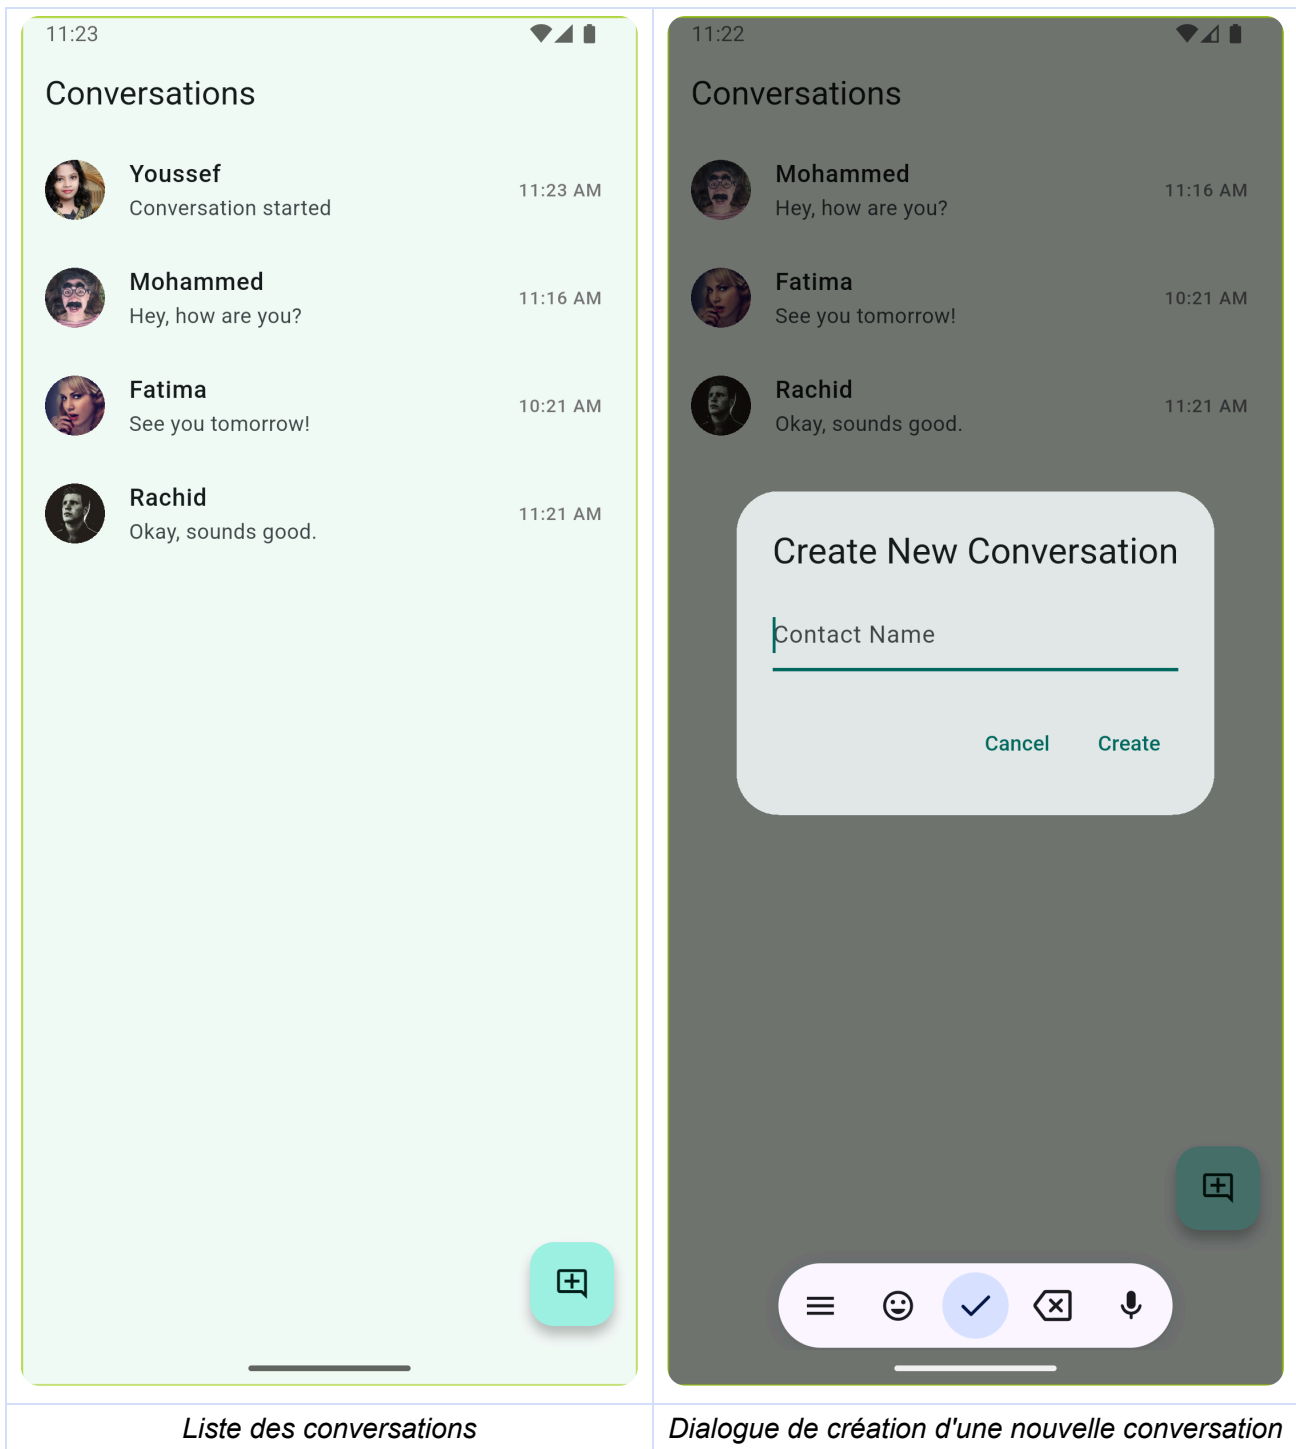 11:23
Conversations
Youssef
Conversation started
11:23 AM
Mohammed
Hey, how are you?
11:16 AM
Fatima
See you tomorrow!
10:21 AM
Rachid
Okay, sounds good.
11:21 AM
Liste des conversations
11:22
Conversations
Mohammed
Hey, how are you?
11:16 AM
Fatima
See you tomorrow!
10:21 AM
Rachid
Okay, sounds good.
11:21 AM
Create New Conversation
Contact Name
Cancel
Create
Dialogue de création d'une nouvelle conversation